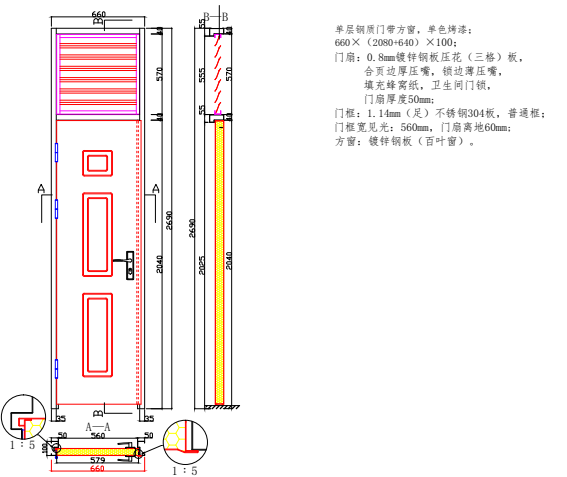 660
B
B—B
单层钢质门带方窗，单色烤漆；
660×（2080+640）×100；
门扇：0.8mm镀锌钢板压花（三格）板，
合页边厚压嘴，锁边薄压嘴，
填充蜂窝纸，卫生间门锁，
门扇厚度50mm;
门框：1.14mm（足）不锈钢304板，普通框；
门框宽见光：560mm，门扇离地60mm;
方窗：镀锌钢板（百叶窗）。
40
570
40
55
555
55
40
570
40
A
A
2690
2040
2690
2025
2040
35
B
35
A—A
50
560
50
100
579
660
1：5
1：5